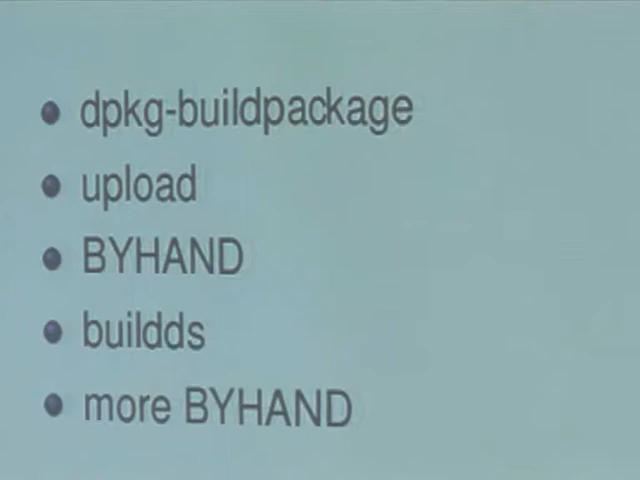 dpkg-buildpackage
upload
BYHAND
buildds
more BYHAND